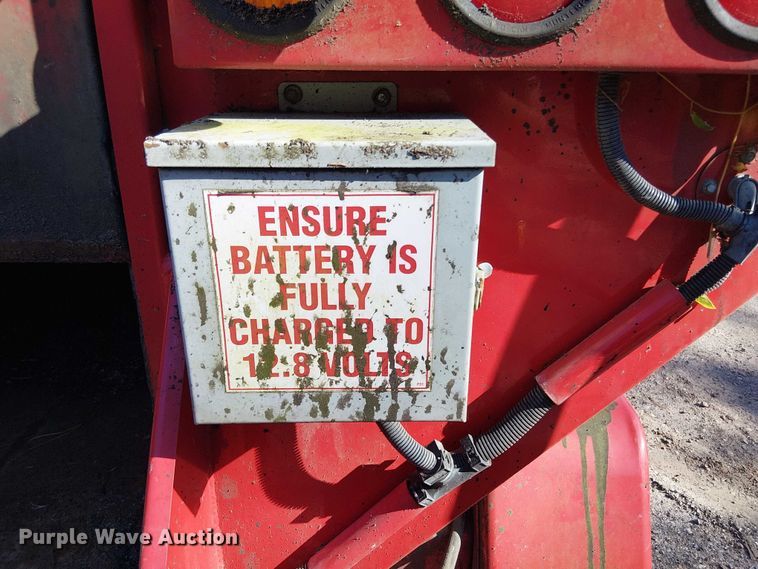 ENSURE
BATTERY IS
FULLY
CHARGED TO
12.8 VOLTS
Purple Wave Auction